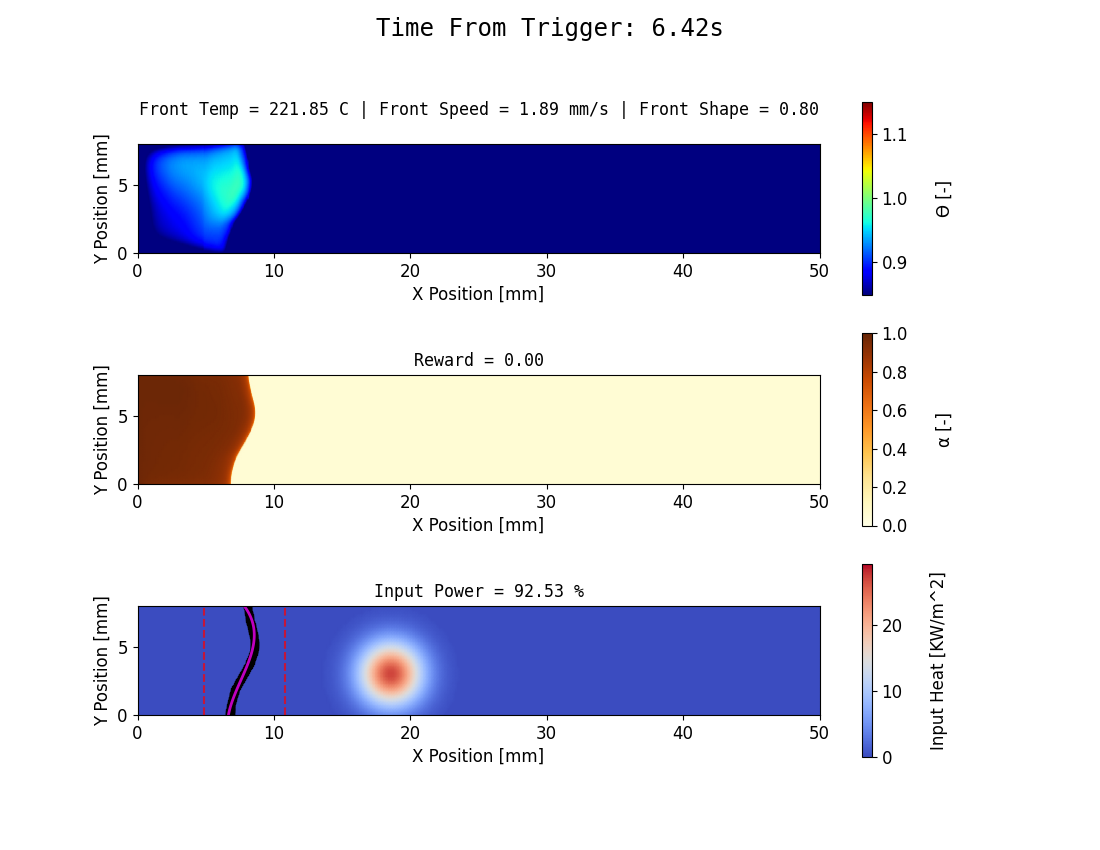 Time From Trigger: 6.42s
Front Temp = 221.85 C | Front Speed = 1.89 mm/s | Front Shape = 0.80
Y Position [mm]
5
0
0 10 20 30 40 50
X Position [mm]
1.1
1.0
0.9
Θ [-]
Reward = 0.00
Y Position [mm]
5
0
0 10 20 30 40 50
X Position [mm]
1.0
0.8
0.6
0.4
0.2
0.0
α [-]
Input Power = 92.53 %
Y Position [mm]
5
0
0 10 20 30 40 50
X Position [mm]
20
10
0
Input Heat [KW/m^2]